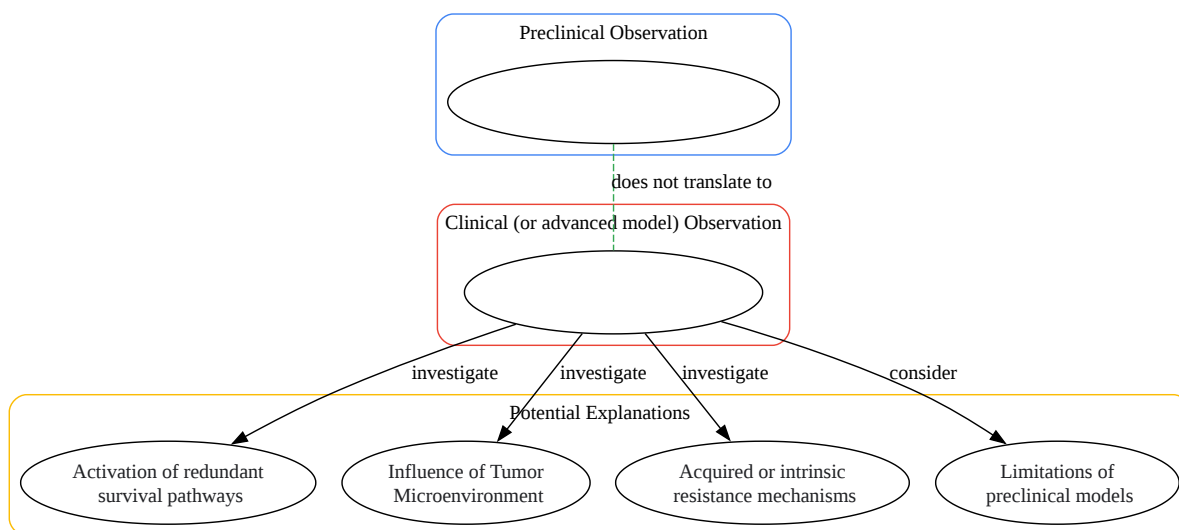 Preclinical Observation
does not translate to
Clinical (or advanced model) Observation
investigate
investigate
investigate
consider
Potential Explanations
Activation of redundant
survival pathways
Influence of Tumor
Microenvironment
Acquired or intrinsic
resistance mechanisms
Limitations of
preclinical models